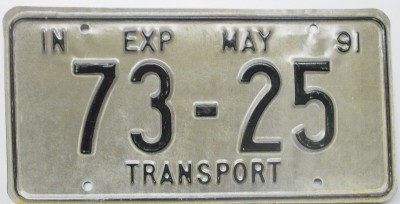 IN EXP MAY 91
73-25
TRANSPORT